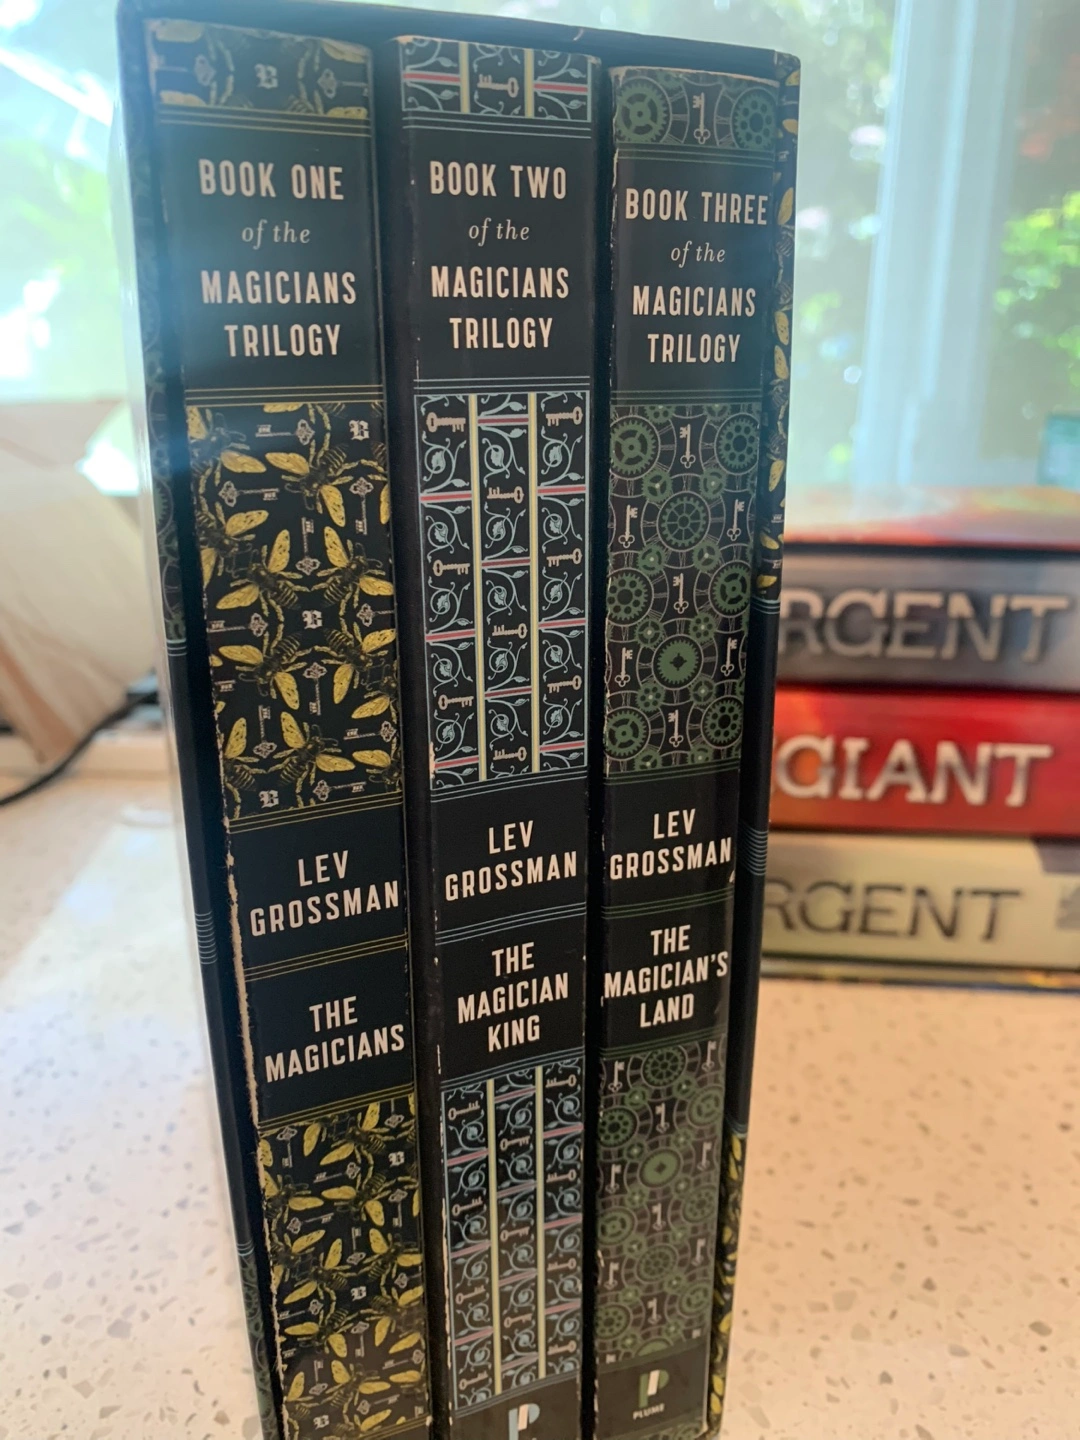 BOOK ONE
of the
MAGICIANS
TRILOGY
LEV
GROSSMAN
THE
MAGICIANS
BOOK TWO
of the
MAGICIANS
TRILOGY
LEV
GROSSMAN
THE
MAGICIAN
KING
BOOK THREE
of the
MAGICIANS
TRILOGY
LEV
GROSSMAN
THE
MAGICIAN'S
LAND
PLUME
RGENT
GIANT
RGENT